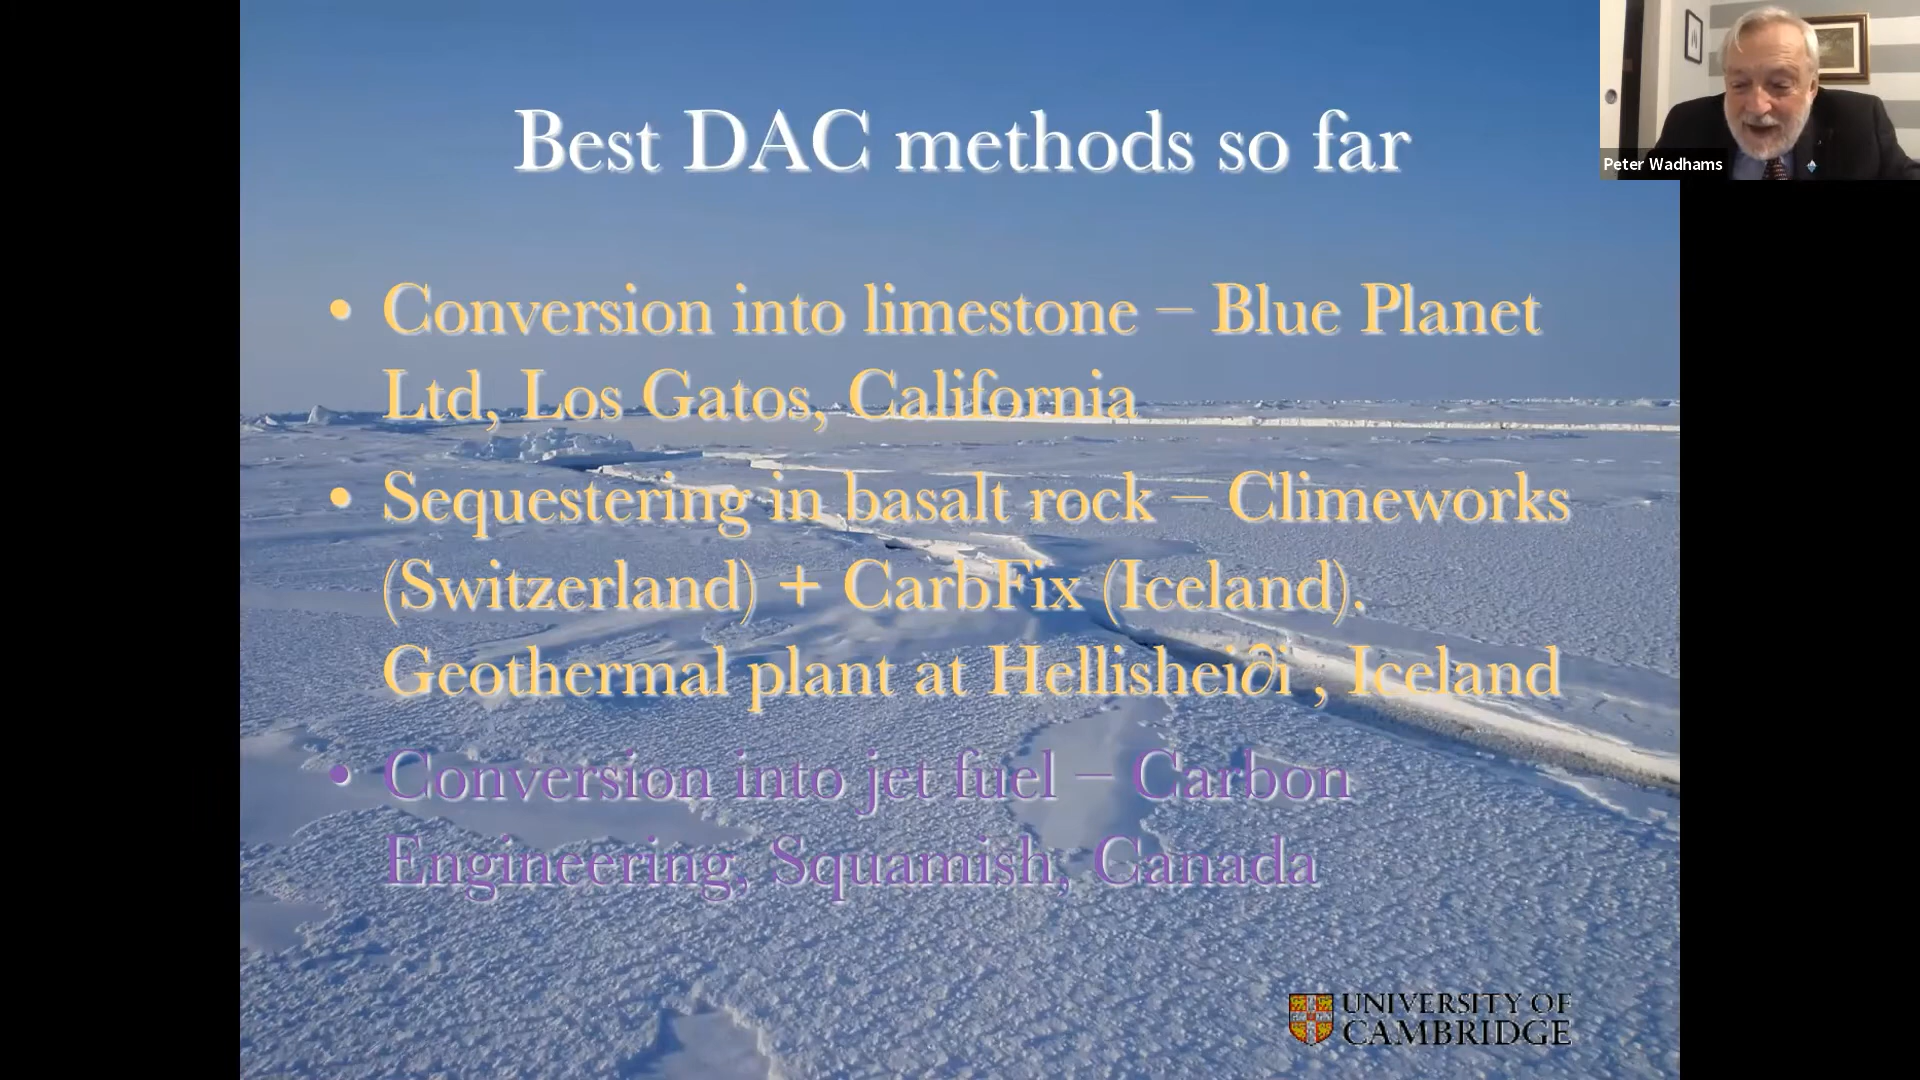 Best DAC methods so far
Peter Wadhams
• Conversion into limestone – Blue Planet
Ltd, Los Gatos, California
• Sequestering in basalt rock – Climeworks
(Switzerland) + CarbFix (Iceland).
Geothermal plant at Hellishei∂i , Iceland
• Conversion into jet fuel – Carbon
Engineering, Squamish, Canada
UNIVERSITY OF
CAMBRIDGE